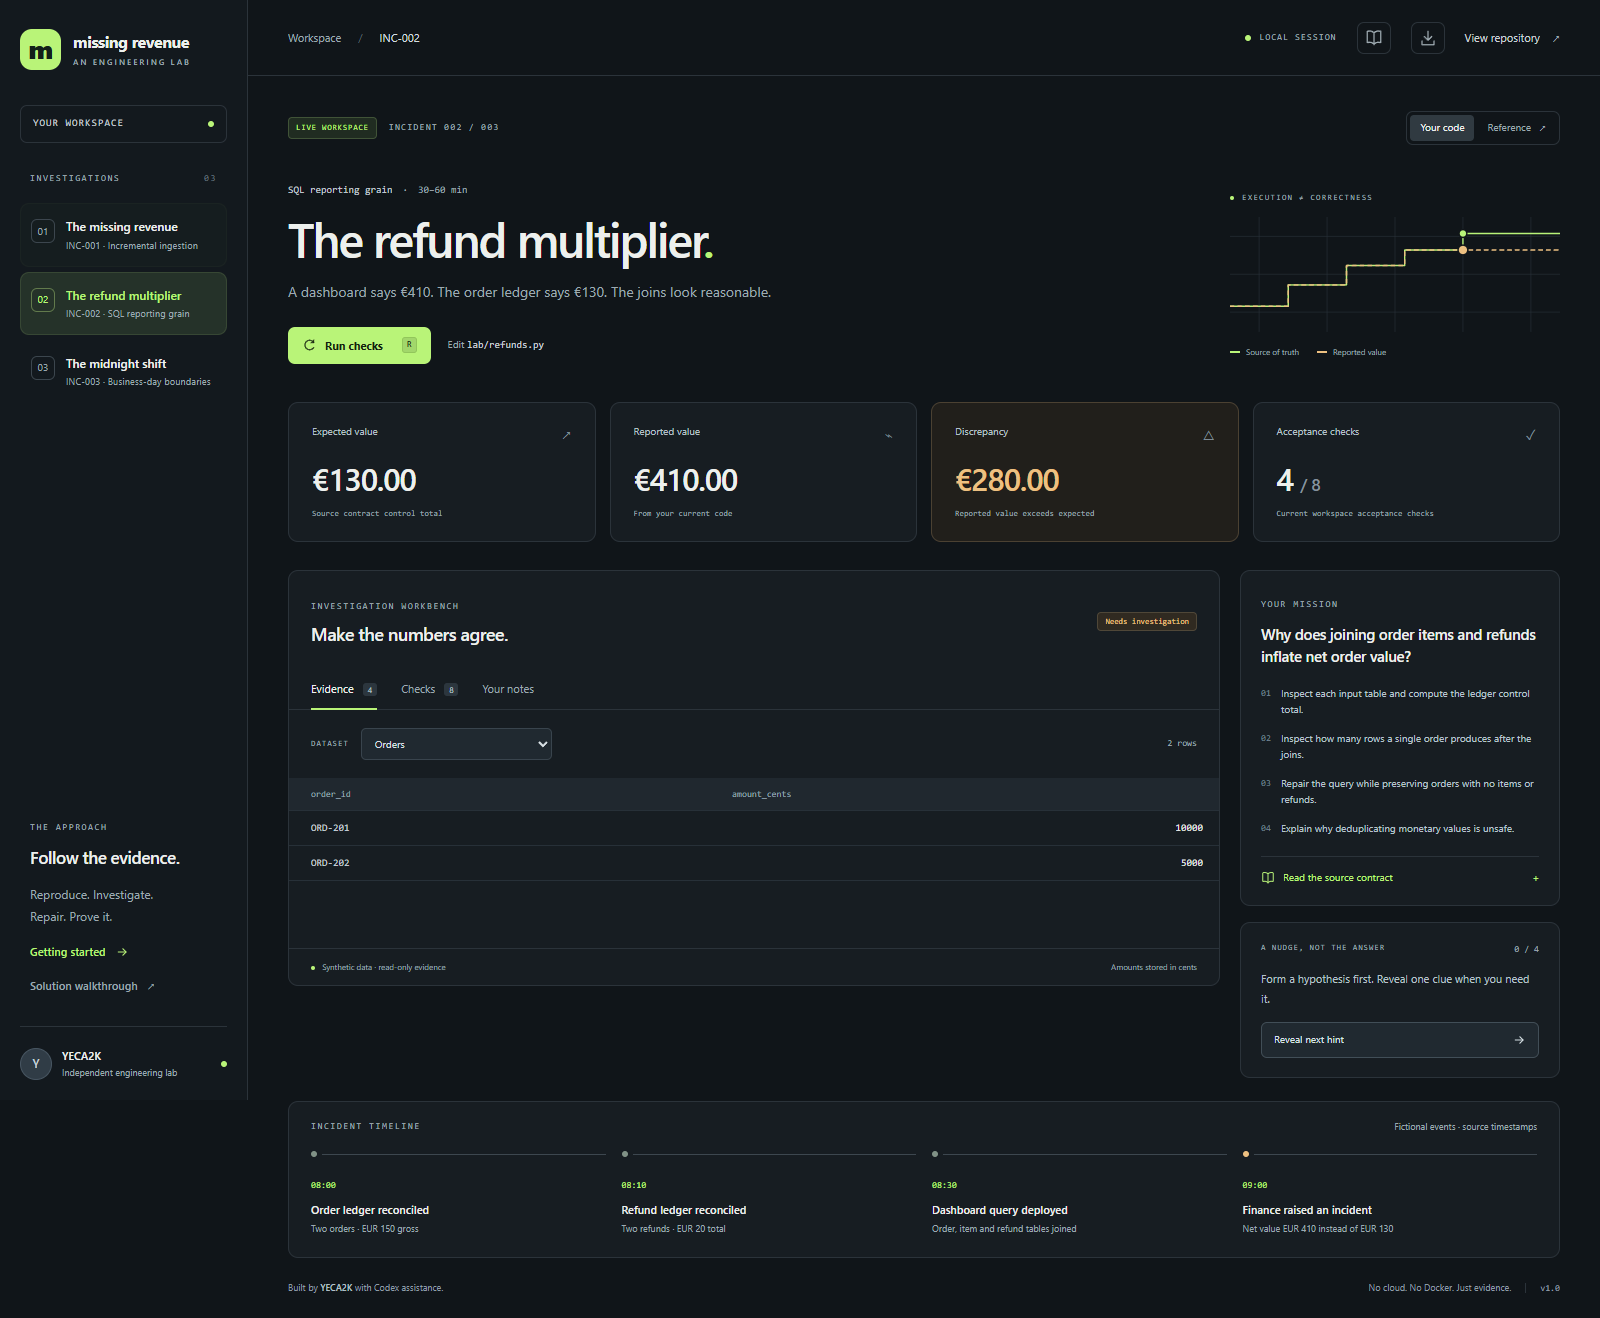 m
missing revenue
AN ENGINEERING LAB
YOUR WORKSPACE
INVESTIGATIONS 03
01 The missing revenue
INC-001 · Incremental ingestion
02 The refund multiplier
INC-002 · SQL reporting grain
03 The midnight shift
INC-003 · Business-day boundaries
THE APPROACH
Follow the evidence.
Reproduce. Investigate.
Repair. Prove it.
Getting started →
Solution walkthrough ↗
Y YECA2K
Independent engineering lab
Workspace / INC-002
LOCAL SESSION
View repository ↗
LIVE WORKSPACE INCIDENT 002 / 003
Your code Reference ↗
SQL reporting grain · 30–60 min
The refund multiplier.
A dashboard says €410. The order ledger says €130. The joins look reasonable.
Run checks R
Edit lab/refunds.py
EXECUTION ≠ CORRECTNESS
Source of truth Reported value
Expected value ↗
€130.00
Source contract control total
Reported value
€410.00
From your current code
Discrepancy △
€280.00
Reported value exceeds expected
Acceptance checks ✓
4 / 8
Current workspace acceptance checks
INVESTIGATION WORKBENCH
Make the numbers agree.
Needs investigation
Evidence 4 Checks 8 Your notes
DATASET Orders 2 rows
order_id amount_cents
ORD-201 10000
ORD-202 5000
Synthetic data · read-only evidence Amounts stored in cents
YOUR MISSION
Why does joining order items and refunds
inflate net order value?
01 Inspect each input table and compute the ledger control
total.
02 Inspect how many rows a single order produces after the
joins.
03 Repair the query while preserving orders with no items or
refunds.
04 Explain why deduplicating monetary values is unsafe.
Read the source contract +
A NUDGE, NOT THE ANSWER 0 / 4
Form a hypothesis first. Reveal one clue when you need
it.
Reveal next hint →
INCIDENT TIMELINE Fictional events · source timestamps
08:00
Order ledger reconciled
Two orders · EUR 150 gross
08:10
Refund ledger reconciled
Two refunds · EUR 20 total
08:30
Dashboard query deployed
Order, item and refund tables joined
09:00
Finance raised an incident
Net value EUR 410 instead of EUR 130
Built by YECA2K with Codex assistance.
No cloud. No Docker. Just evidence. v1.0